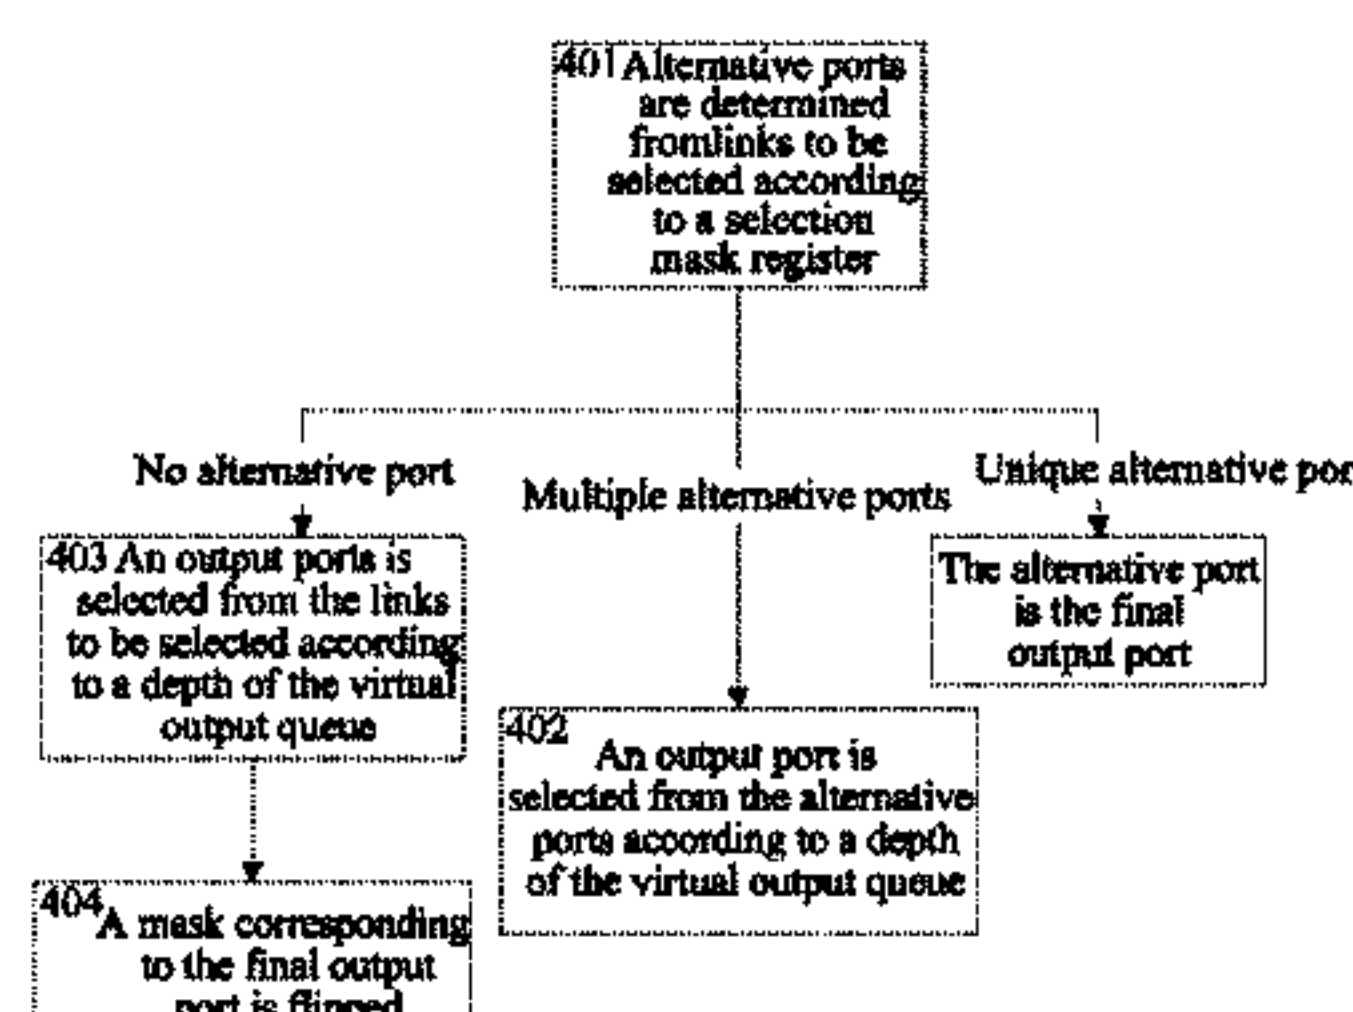 401 Alternative ports
are determined
fromlinks to be
selected according
to a selection
mask register
No alternative port
Multiple alternative ports
Unique alternative por
403 An output ports is
selected from the links
to be selected according
to a depth of the virtual
output queue
The alternative port
is the final
output port
402
An output port is
selected from the alternative
ports according to a depth
of the virtual output queue
404
A mask corresponding
to the final output
port is flipped